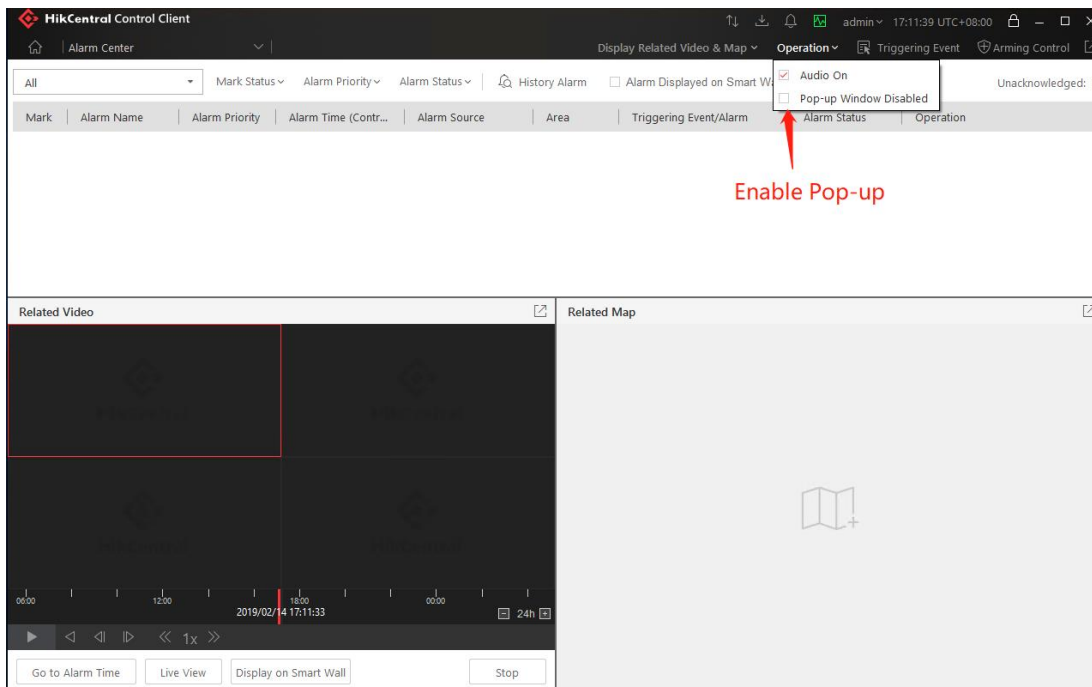 HikCentral Control Client
admin 17:11:39 UTC+08:00
Alarm Center
Display Related Video & Map Operation Triggering Event Arming Control
All Mark Status Alarm Priority Alarm Status History Alarm Alarm Displayed on Smart Unacknowledged:
Audio On
Pop-up Window Disabled
Mark Alarm Name Alarm Priority Alarm Time (Contr... Alarm Source Area Triggering Event/Alarm Alarm Status Operation
Enable Pop-up
Related Video Related Map
06:00 12:00 18:00 00:00
2019/02/14 17:11:33 24h
1x
Go to Alarm Time Live View Display on Smart Wall Stop